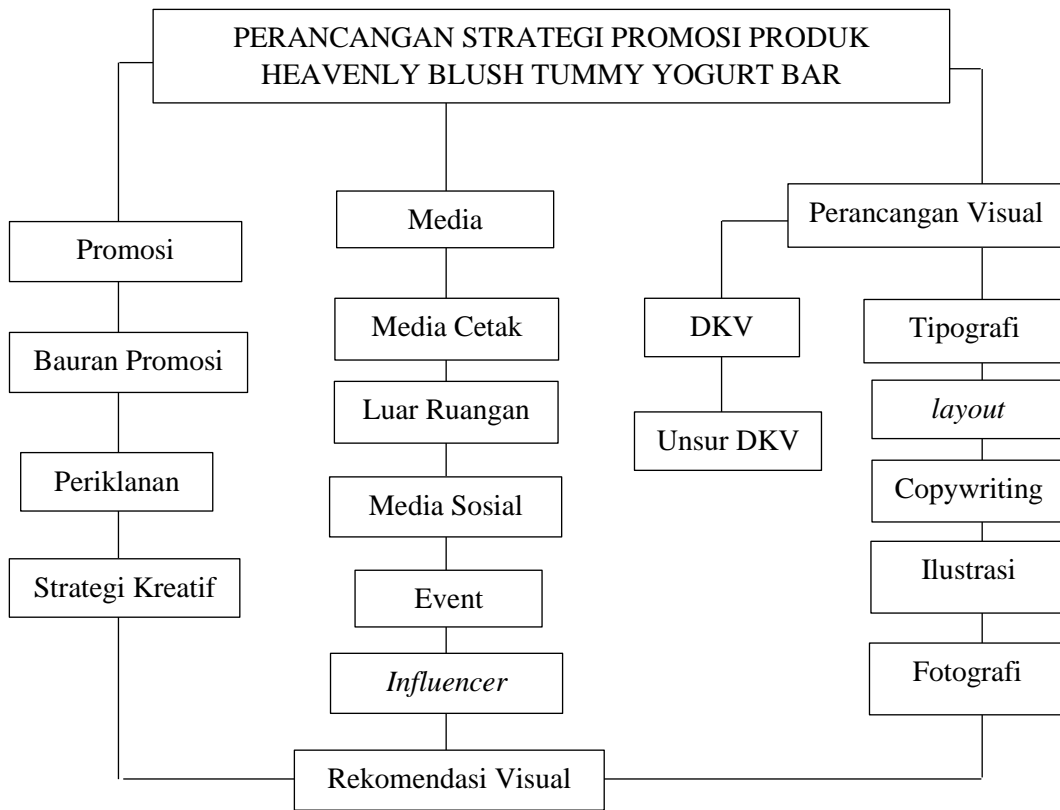 PERANCANGAN STRATEGI PROMOSI PRODUK
HEAVENLY BLUSH TUMMY YOGURT BAR
Promosi
Bauran Promosi
Periklanan
Strategi Kreatif
Media
Media Cetak
Luar Ruangan
Media Sosial
Event
Influencer
Perancangan Visual
DKV
Unsur DKV
Tipografi
layout
Copywriting
Ilustrasi
Fotografi
Rekomendasi Visual